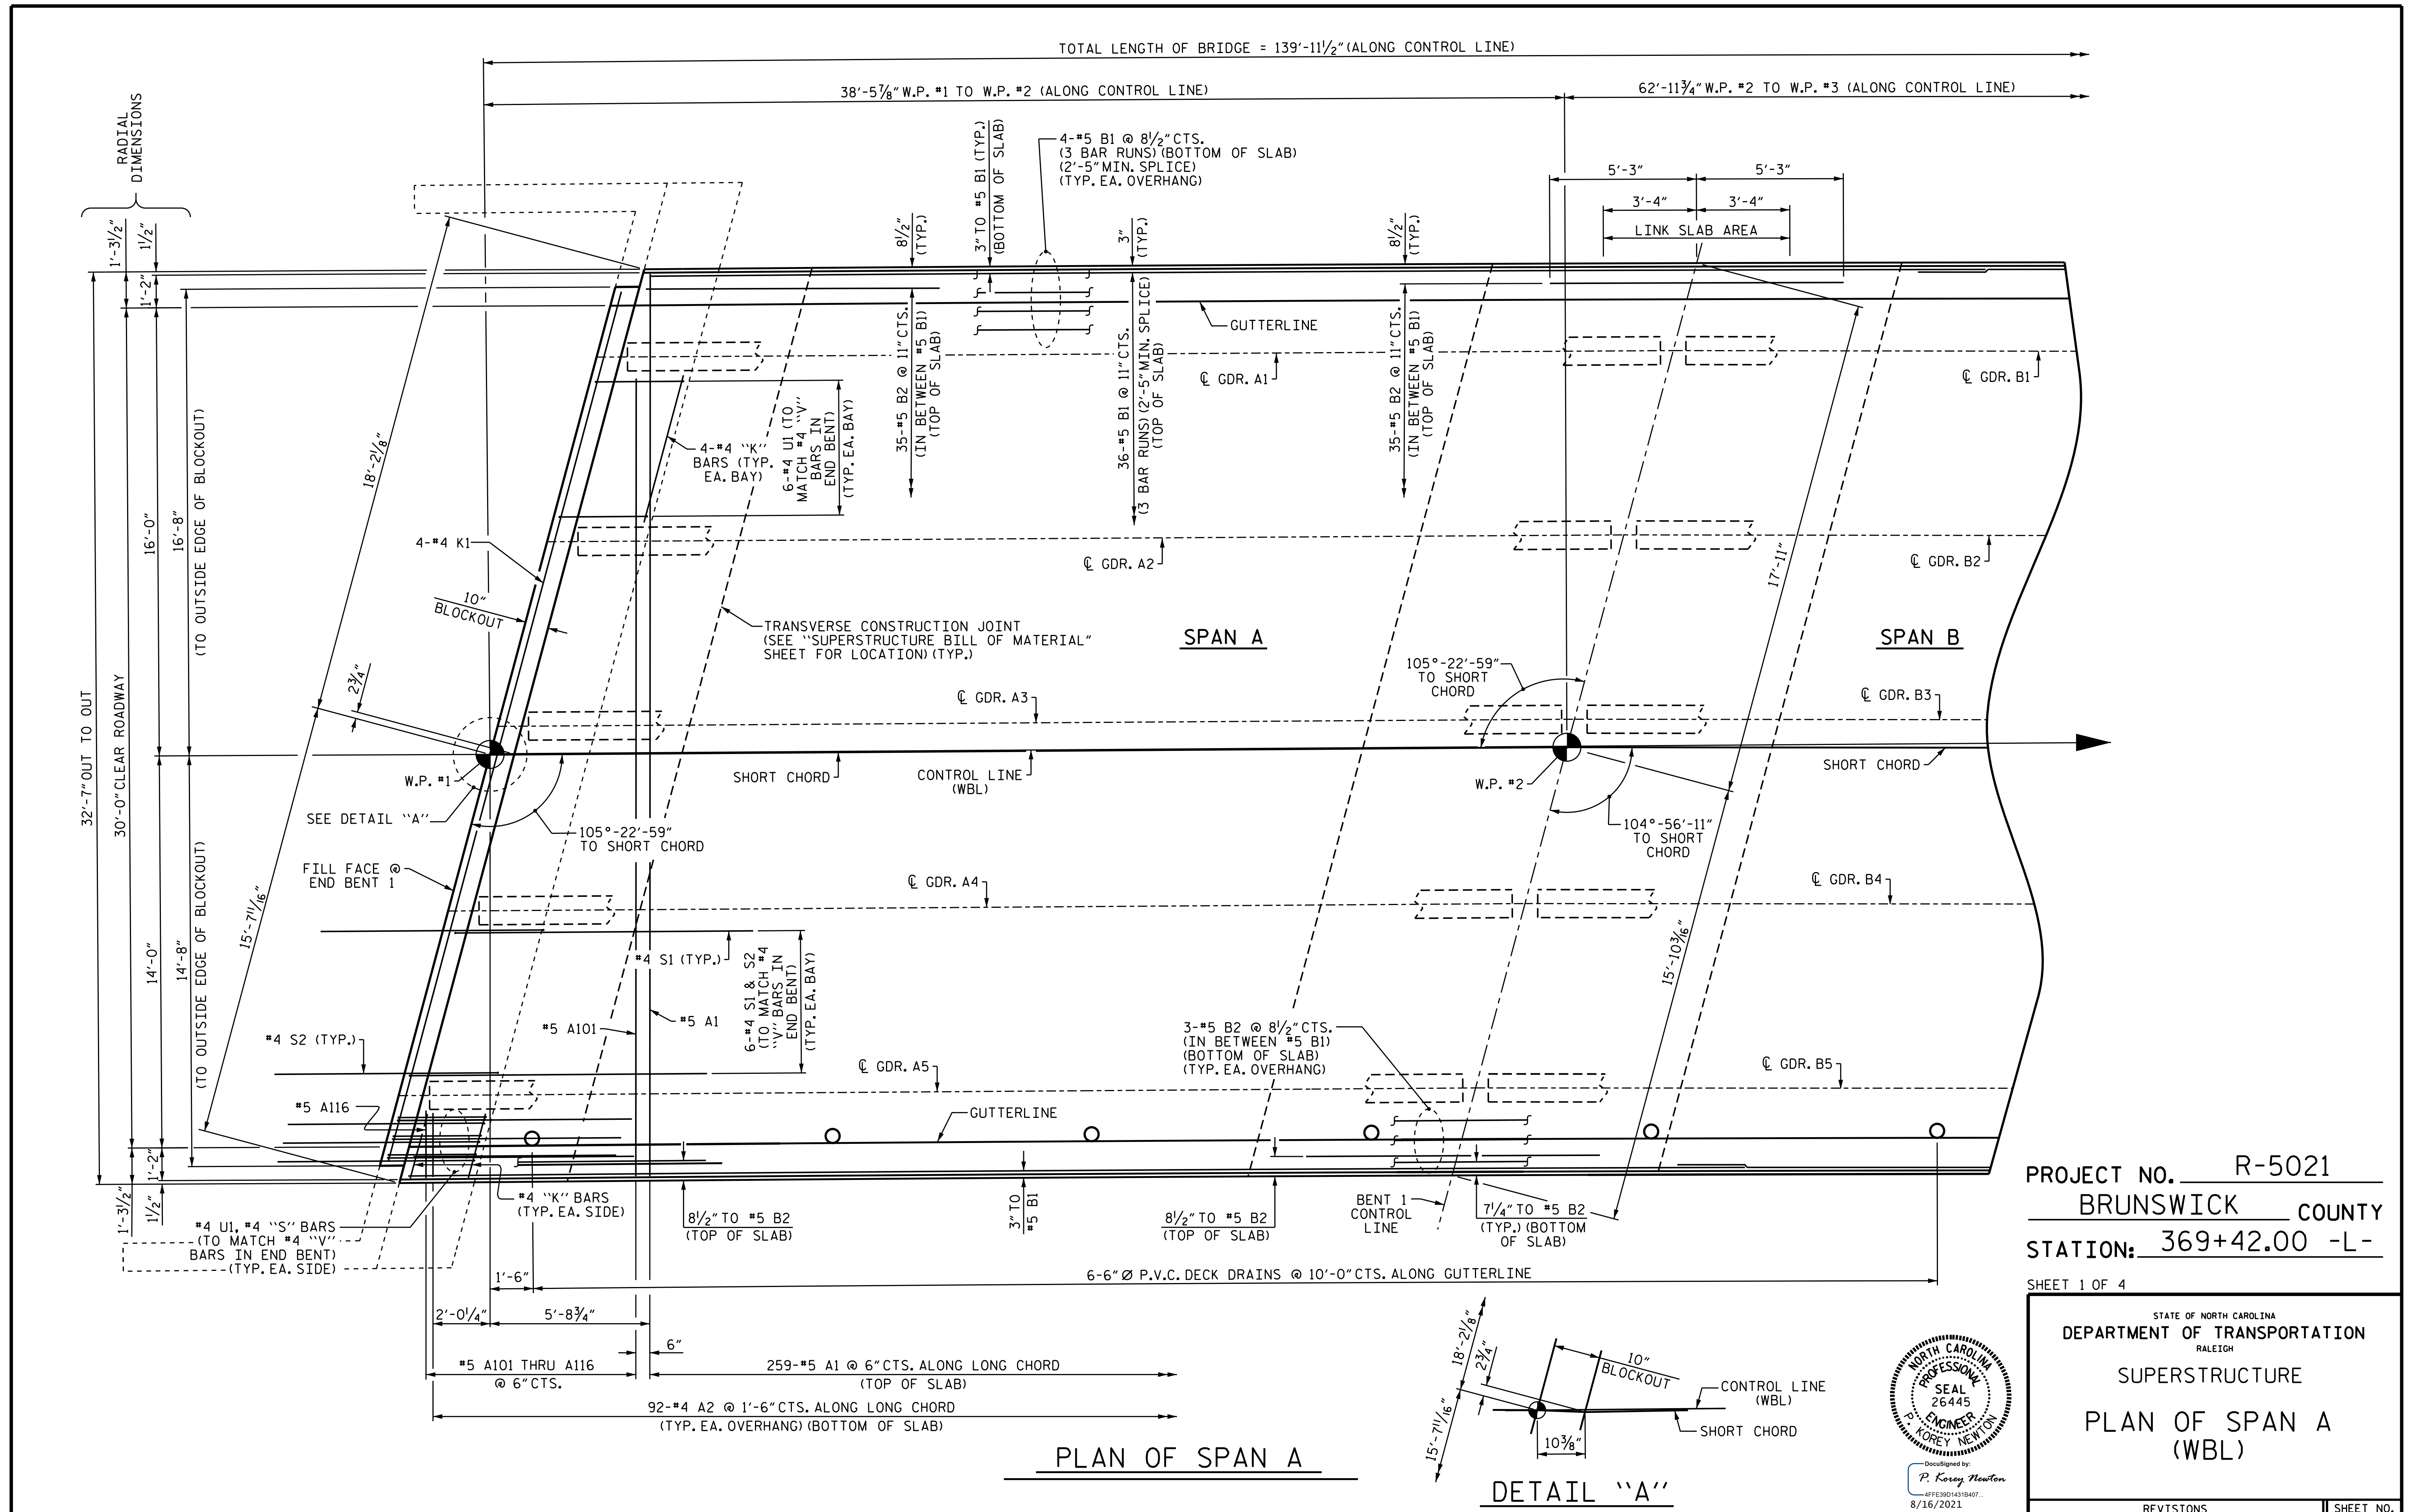 TOTAL LENGTH OF BRIDGE = 139'-11½" (ALONG CONTROL LINE)
38'-5⅞" W.P. #1 TO W.P. #2 (ALONG CONTROL LINE)
62'-11¾" W.P. #2 TO W.P. #3 (ALONG CONTROL LINE)
RADIAL
DIMENSIONS
1'-3½"
1½"
1'-2"
3" TO #5 B1 (TYP.)
(BOTTOM OF SLAB)
4-#5 B1 @ 8½" CTS.
(3 BAR RUNS) (BOTTOM OF SLAB)
(2'-5" MIN. SPLICE)
(TYP. EA. OVERHANG)
8½"
(TYP.)
3"
(TYP.)
8½"
(TYP.)
5'-3"
5'-3"
3'-4"
3'-4"
LINK SLAB AREA
GUTTERLINE
℄ GDR. A1
℄ GDR. B1
35-#5 B2 @ 11" CTS.
(IN BETWEEN #5 B1)
(TOP OF SLAB)
36-#5 B1 @ 11" CTS.
(3 BAR RUNS) (2'-5" MIN. SPLICE)
(TOP OF SLAB)
35-#5 B2 @ 11" CTS.
(IN BETWEEN #5 B1)
(TOP OF SLAB)
6-#4 U1 (TO
MATCH #4 ``V''
BARS IN
END BENT)
(TYP. EA. BAY)
4-#4 ``K''
BARS (TYP.
EA. BAY)
18'-2⅛"
16'-0"
16'-8"
(TO OUTSIDE EDGE OF BLOCKOUT)
4-#4 K1
℄ GDR. A2
℄ GDR. B2
17'-11"
10"
BLOCKOUT
TRANSVERSE CONSTRUCTION JOINT
(SEE ``SUPERSTRUCTURE BILL OF MATERIAL''
SHEET FOR LOCATION) (TYP.)
SPAN A
SPAN B
105°-22'-59"
TO SHORT
CHORD
2¾"
℄ GDR. A3
℄ GDR. B3
32'-7" OUT TO OUT
30'-0" CLEAR ROADWAY
W.P. #1
SHORT CHORD
CONTROL LINE
(WBL)
W.P. #2
SHORT CHORD
SEE DETAIL ``A''
105°-22'-59"
TO SHORT CHORD
104°-56'-11"
TO SHORT
CHORD
FILL FACE @
END BENT 1
℄ GDR. A4
℄ GDR. B4
15'-7 11/16"
14'-0"
14'-8"
(TO OUTSIDE EDGE OF BLOCKOUT)
#4 S1 (TYP.)
6-#4 S1 & S2
(TO MATCH #4
``V'' BARS IN
END BENT)
(TYP. EA. BAY)
15'-10 3/16"
#5 A101
#5 A1
#4 S2 (TYP.)
3-#5 B2 @ 8½" CTS.
(IN BETWEEN #5 B1)
(BOTTOM OF SLAB)
(TYP. EA. OVERHANG)
℄ GDR. A5
℄ GDR. B5
#5 A116
GUTTERLINE
1'-2"
1'-3½"
1½"
#4 ``K'' BARS
(TYP. EA. SIDE)
#4 U1, #4 ``S'' BARS
(TO MATCH #4 ``V''
BARS IN END BENT)
(TYP. EA. SIDE)
8½" TO #5 B2
(TOP OF SLAB)
3" TO
#5 B1
8½" TO #5 B2
(TOP OF SLAB)
BENT 1
CONTROL
LINE
7¼" TO #5 B2
(TYP.) (BOTTOM
OF SLAB)
1'-6"
6-6" Ø P.V.C. DECK DRAINS @ 10'-0" CTS. ALONG GUTTERLINE
2'-0¼"
5'-8¾"
6"
#5 A101 THRU A116
@ 6" CTS.
259-#5 A1 @ 6" CTS. ALONG LONG CHORD
(TOP OF SLAB)
92-#4 A2 @ 1'-6" CTS. ALONG LONG CHORD
(TYP. EA. OVERHANG) (BOTTOM OF SLAB)
PLAN OF SPAN A
18'-2⅛"
2¾"
15'-7 11/16"
10"
BLOCKOUT
CONTROL LINE
(WBL)
SHORT CHORD
10⅜"
DETAIL ``A''
PROJECT NO. R-5021
BRUNSWICK COUNTY
STATION: 369+42.00 -L-
SHEET 1 OF 4
STATE OF NORTH CAROLINA
DEPARTMENT OF TRANSPORTATION
RALEIGH
SUPERSTRUCTURE
PLAN OF SPAN A
(WBL)
NORTH CAROLINA
PROFESSIONAL
SEAL
26445
ENGINEER
P. KOREY NEWTON
DocuSigned by:
P. Korey Newton
4FFE39D1431B407...
8/16/2021
REVISIONS
SHEET NO.